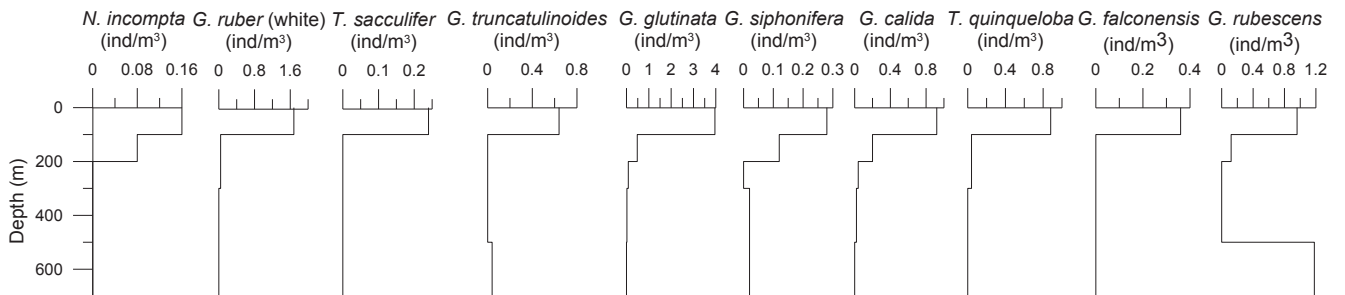 N. incompta G. ruber (white) T. sacculifer G. truncatulinoides G. glutinata G. siphonifera G. calida T. quinqueloba G. falconensis G. rubescens
(ind/m³) (ind/m³) (ind/m³) (ind/m³) (ind/m³) (ind/m³) (ind/m³) (ind/m³) (ind/m³) (ind/m³)
0 0.08 0.16 0 0.8 1.6 0 0.1 0.2 0 0.4 0.8 0 1 2 3 4 0 0.1 0.2 0.3 0 0.4 0.8 0 0.4 0.8 0 0.2 0.4 0 0.4 0.8 1.2
0
200
400
600
Depth (m)